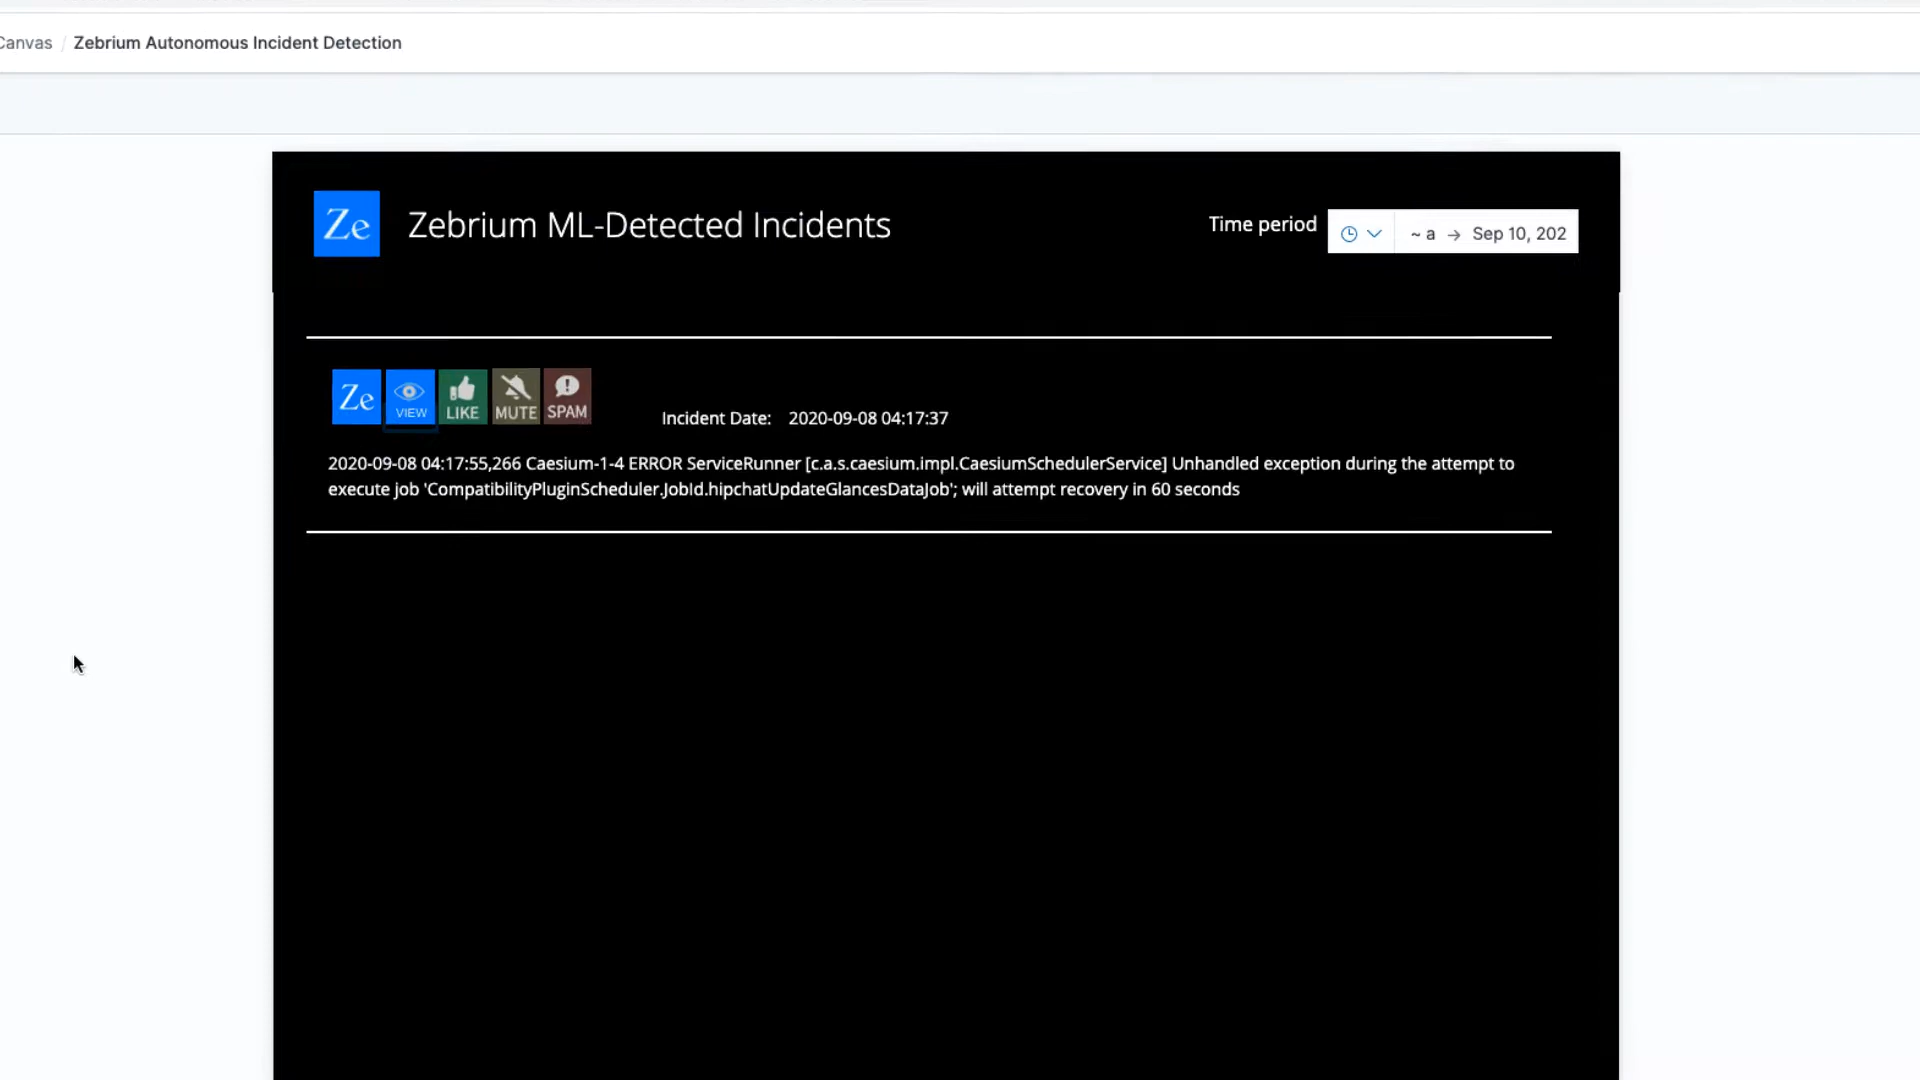 Canvas / Zebrium Autonomous Incident Detection
Ze Zebrium ML-Detected Incidents
Time period ~ a → Sep 10, 202
Ze VIEW LIKE MUTE SPAM
Incident Date: 2020-09-08 04:17:37
2020-09-08 04:17:55,266 Caesium-1-4 ERROR ServiceRunner [c.a.s.caesium.impl.CaesiumSchedulerService] Unhandled exception during the attempt to
execute job 'CompatibilityPluginScheduler.JobId.hipchatUpdateGlancesDataJob'; will attempt recovery in 60 seconds